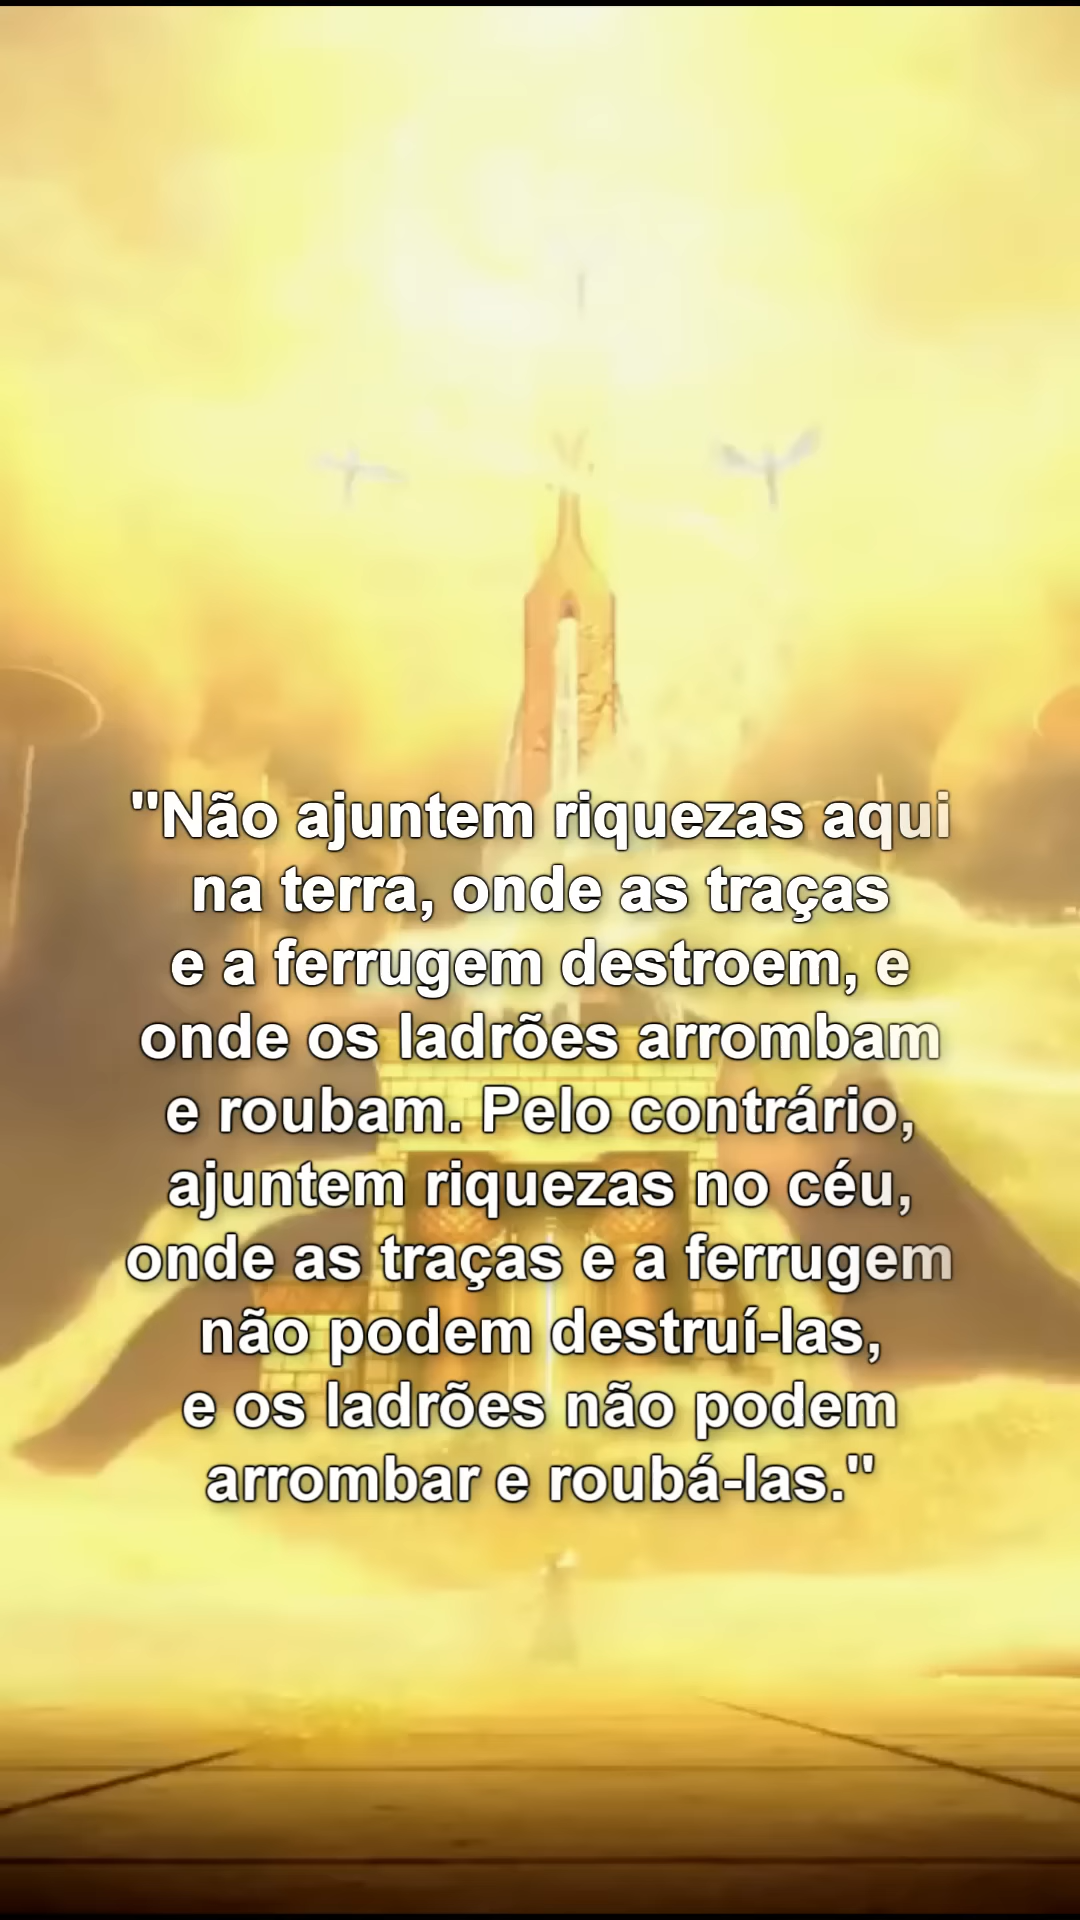 "Não ajuntem riquezas aqui
na terra, onde as traças
e a ferrugem destroem, e
onde os ladrões arrombam
e roubam. Pelo contrário,
ajuntem riquezas no céu,
onde as traças e a ferrugem
não podem destruí-las,
e os ladrões não podem
arrombar e roubá-las."